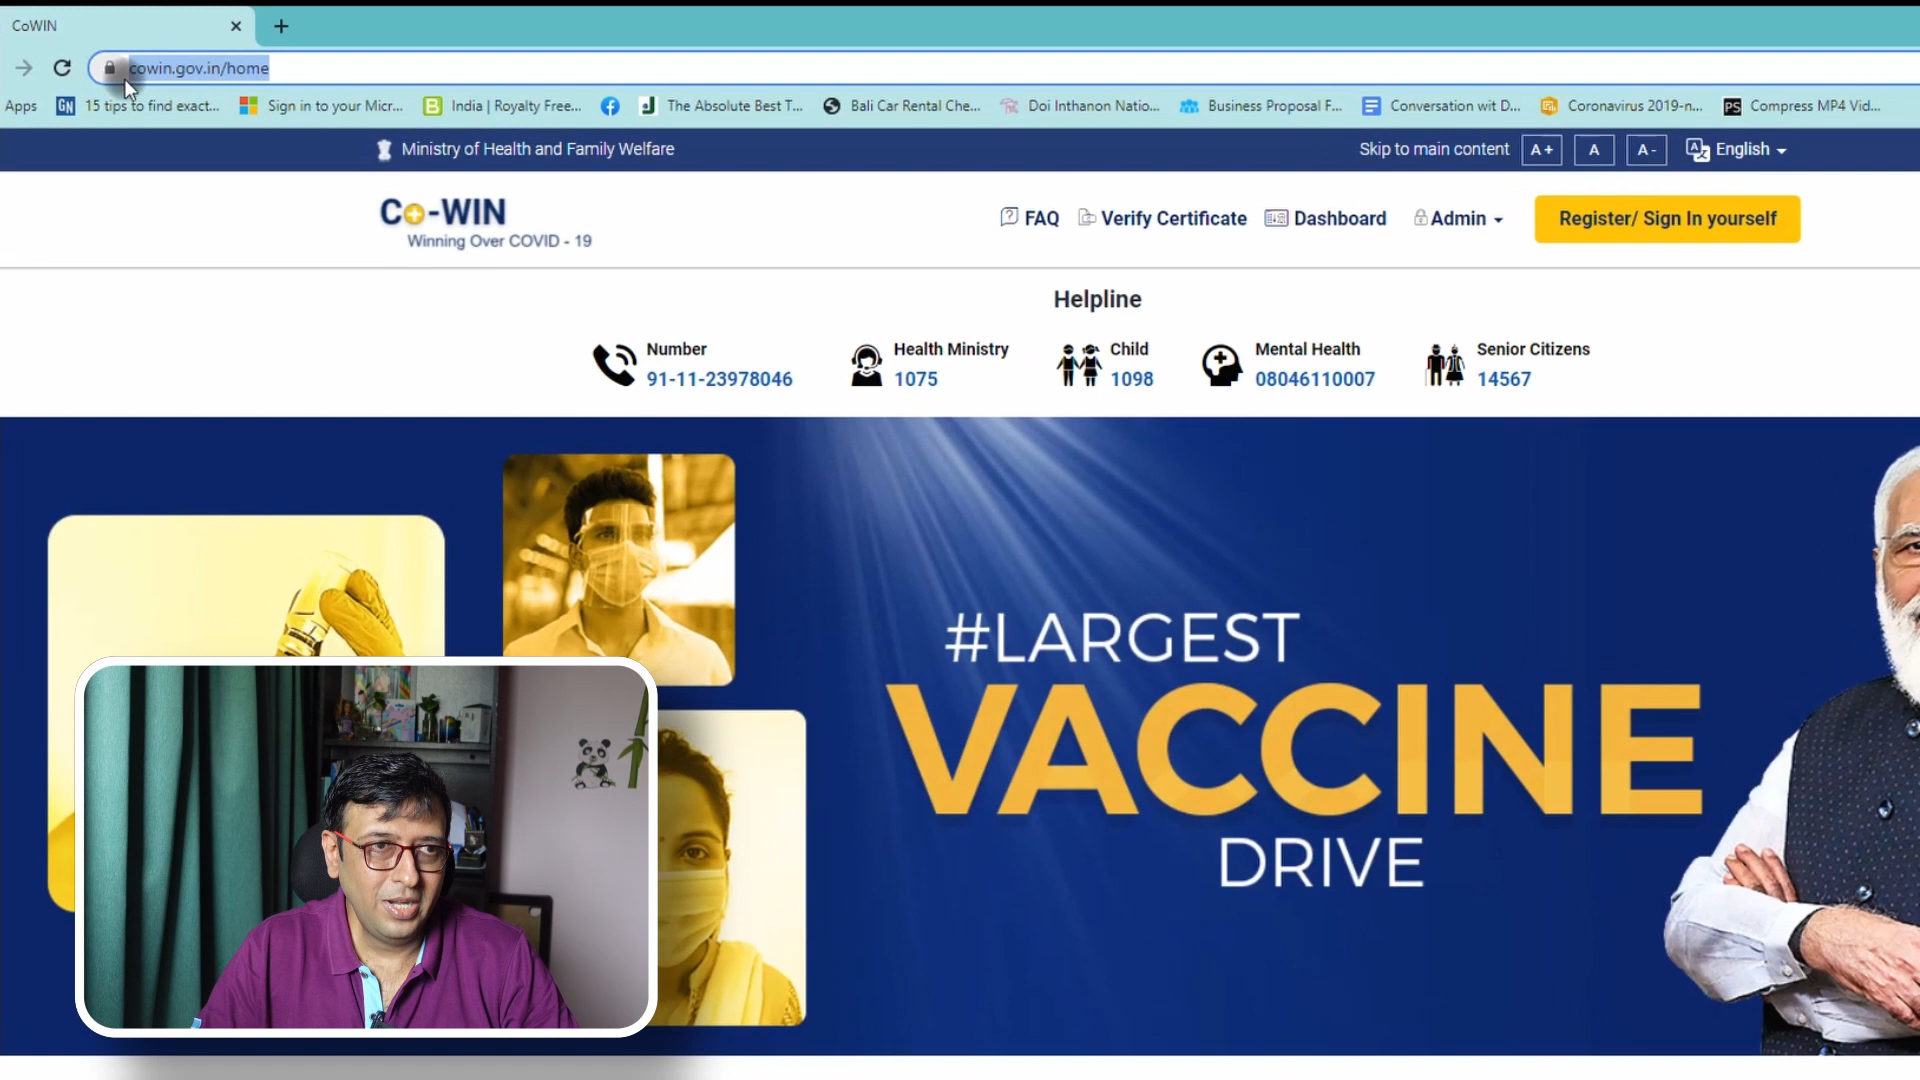 CoWIN
cowin.gov.in/home
Apps
15 tips to find exact...
Sign in to your Micr...
India | Royalty Free...
The Absolute Best T...
Bali Car Rental Che...
Doi Inthanon Natio...
Business Proposal F...
Conversation wit D...
Coronavirus 2019-n...
Compress MP4 Vid...
Ministry of Health and Family Welfare
Skip to main content
A+
A
A-
English
Co-WIN
Winning Over COVID - 19
FAQ
Verify Certificate
Dashboard
Admin
Register/ Sign In yourself
Helpline
Number
91-11-23978046
Health Ministry
1075
Child
1098
Mental Health
08046110007
Senior Citizens
14567
#LARGEST
VACCINE
DRIVE